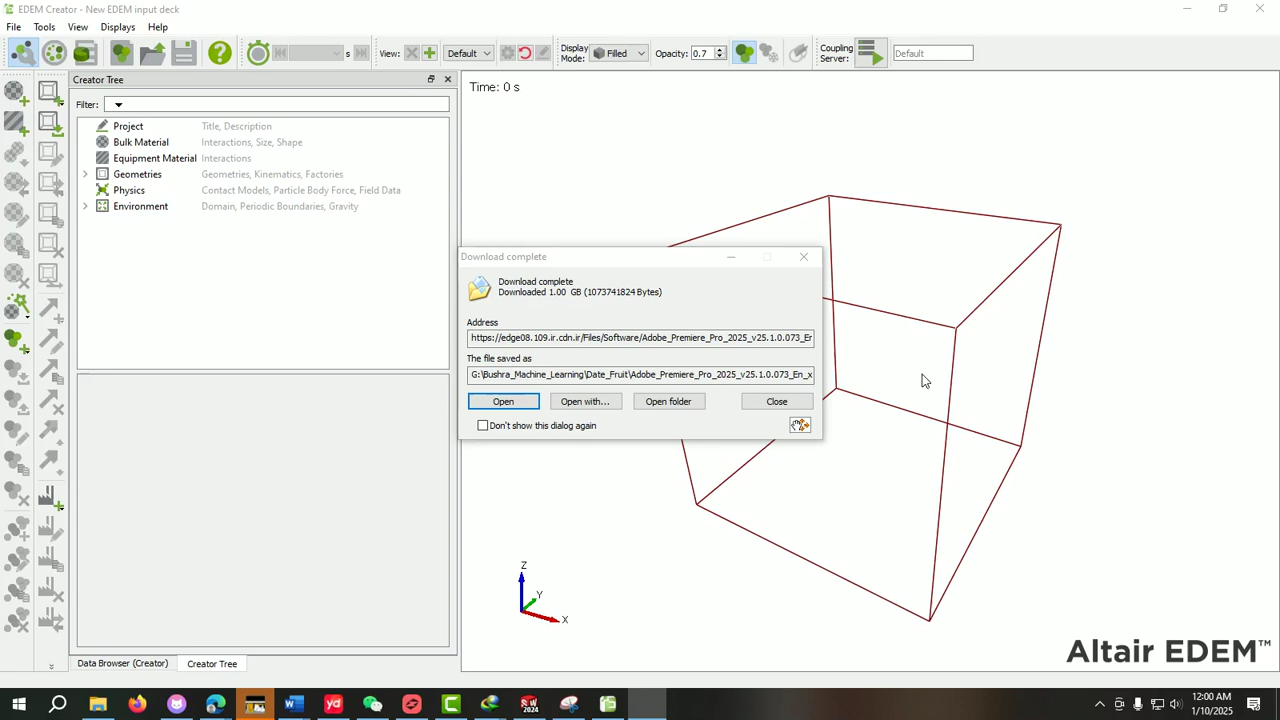 EDEM Creator - New EDEM input deck
File Tools View Displays Help
s View: Default Display Mode: Filled Opacity: 0.7 Coupling Server: Default
Creator Tree
Time: 0 s
Filter:
Project Title, Description
Bulk Material Interactions, Size, Shape
Equipment Material Interactions
Geometries Geometries, Kinematics, Factories
Physics Contact Models, Particle Body Force, Field Data
Environment Domain, Periodic Boundaries, Gravity
Download complete
Download complete
Downloaded 1.00 GB (1073741824 Bytes)
Address
https://edge08.109.ir.cdn.ir/Files/Software/Adobe_Premiere_Pro_2025_v25.1.0.073_En
The file saved as
G:\Bushra_Machine_Learning\Date_Fruit\Adobe_Premiere_Pro_2025_v25.1.0.073_En_x
Open Open with... Open folder Close
Don't show this dialog again
Z
Y
X
Altair EDEM™
Data Browser (Creator) Creator Tree
12:00 AM
1/10/2025